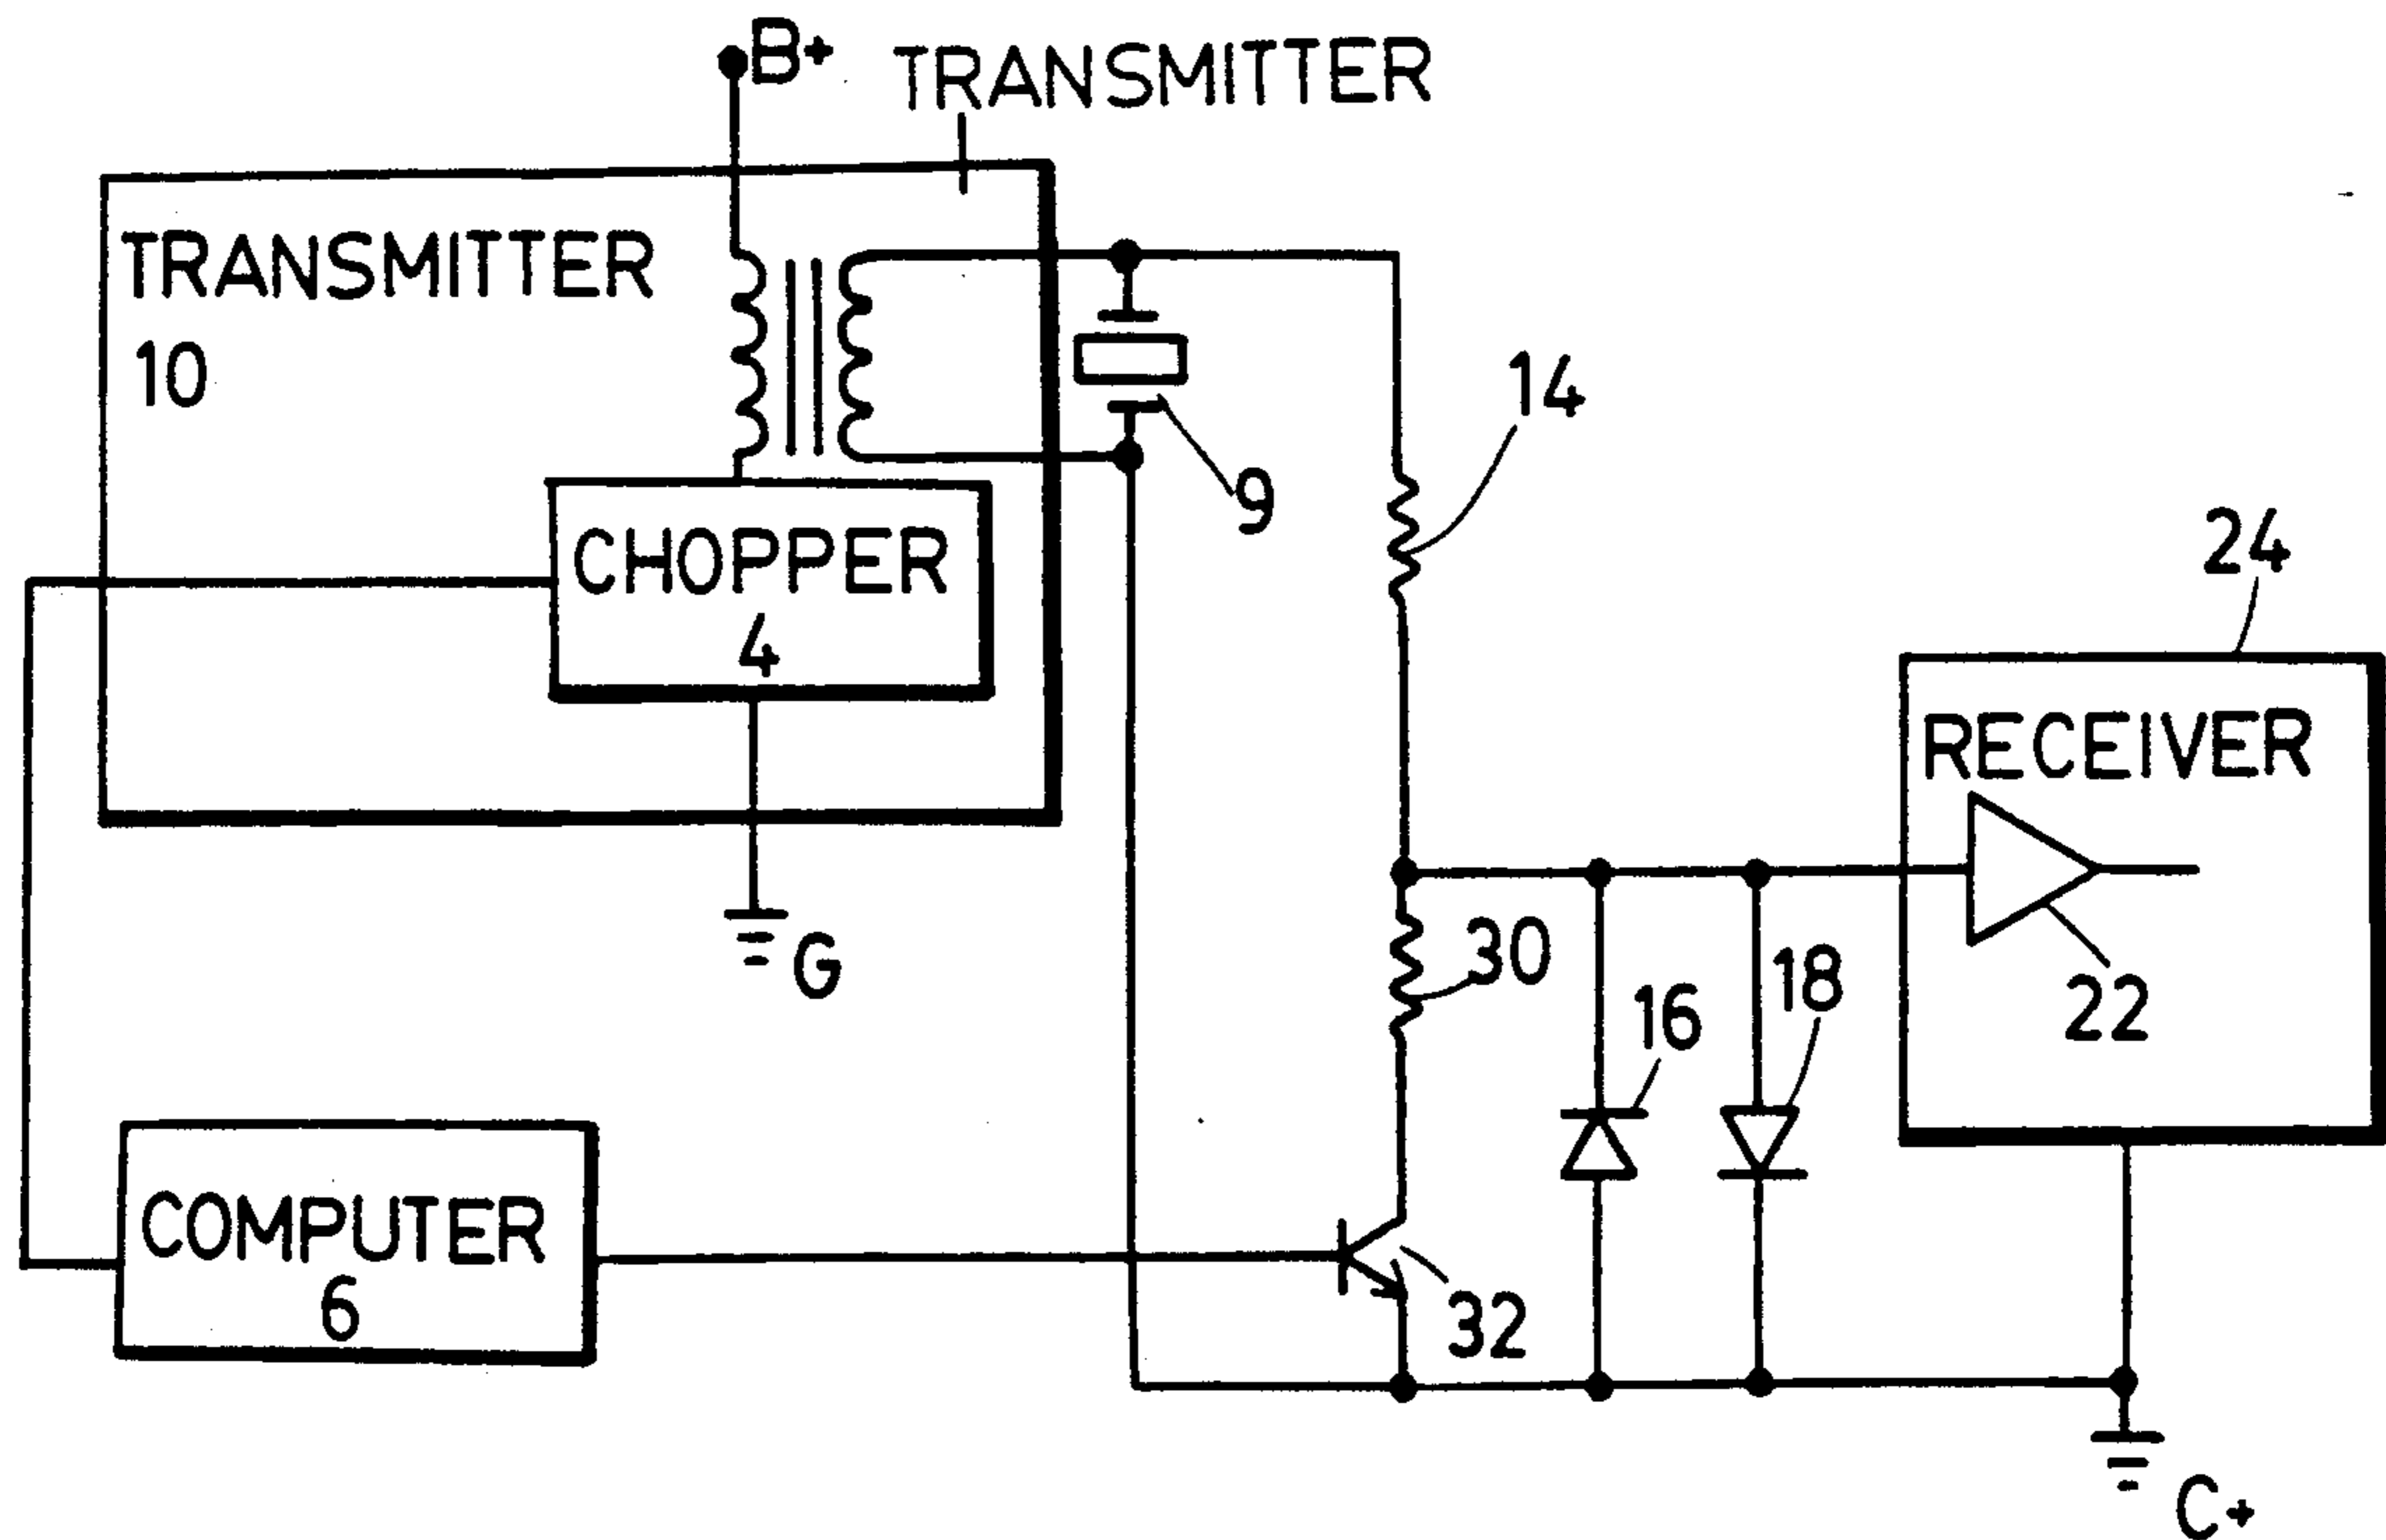 B+
TRANSMITTER
TRANSMITTER
10
14
9
CHOPPER
4
24
RECEIVER
G
30
16
18
22
COMPUTER
6
32
C+